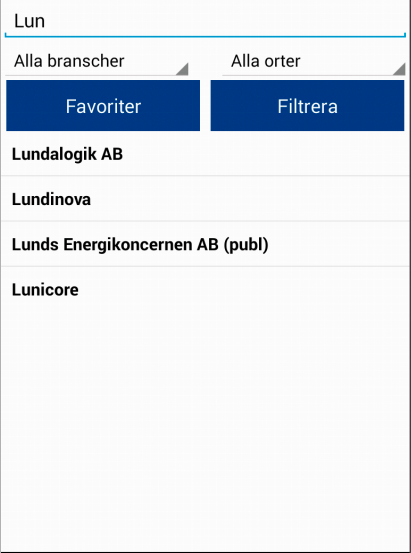 Lun
Alla branscher Alla orter
Favoriter Filtrera
Lundalogik AB
Lundinova
Lunds Energikoncernen AB (publ)
Lunicore